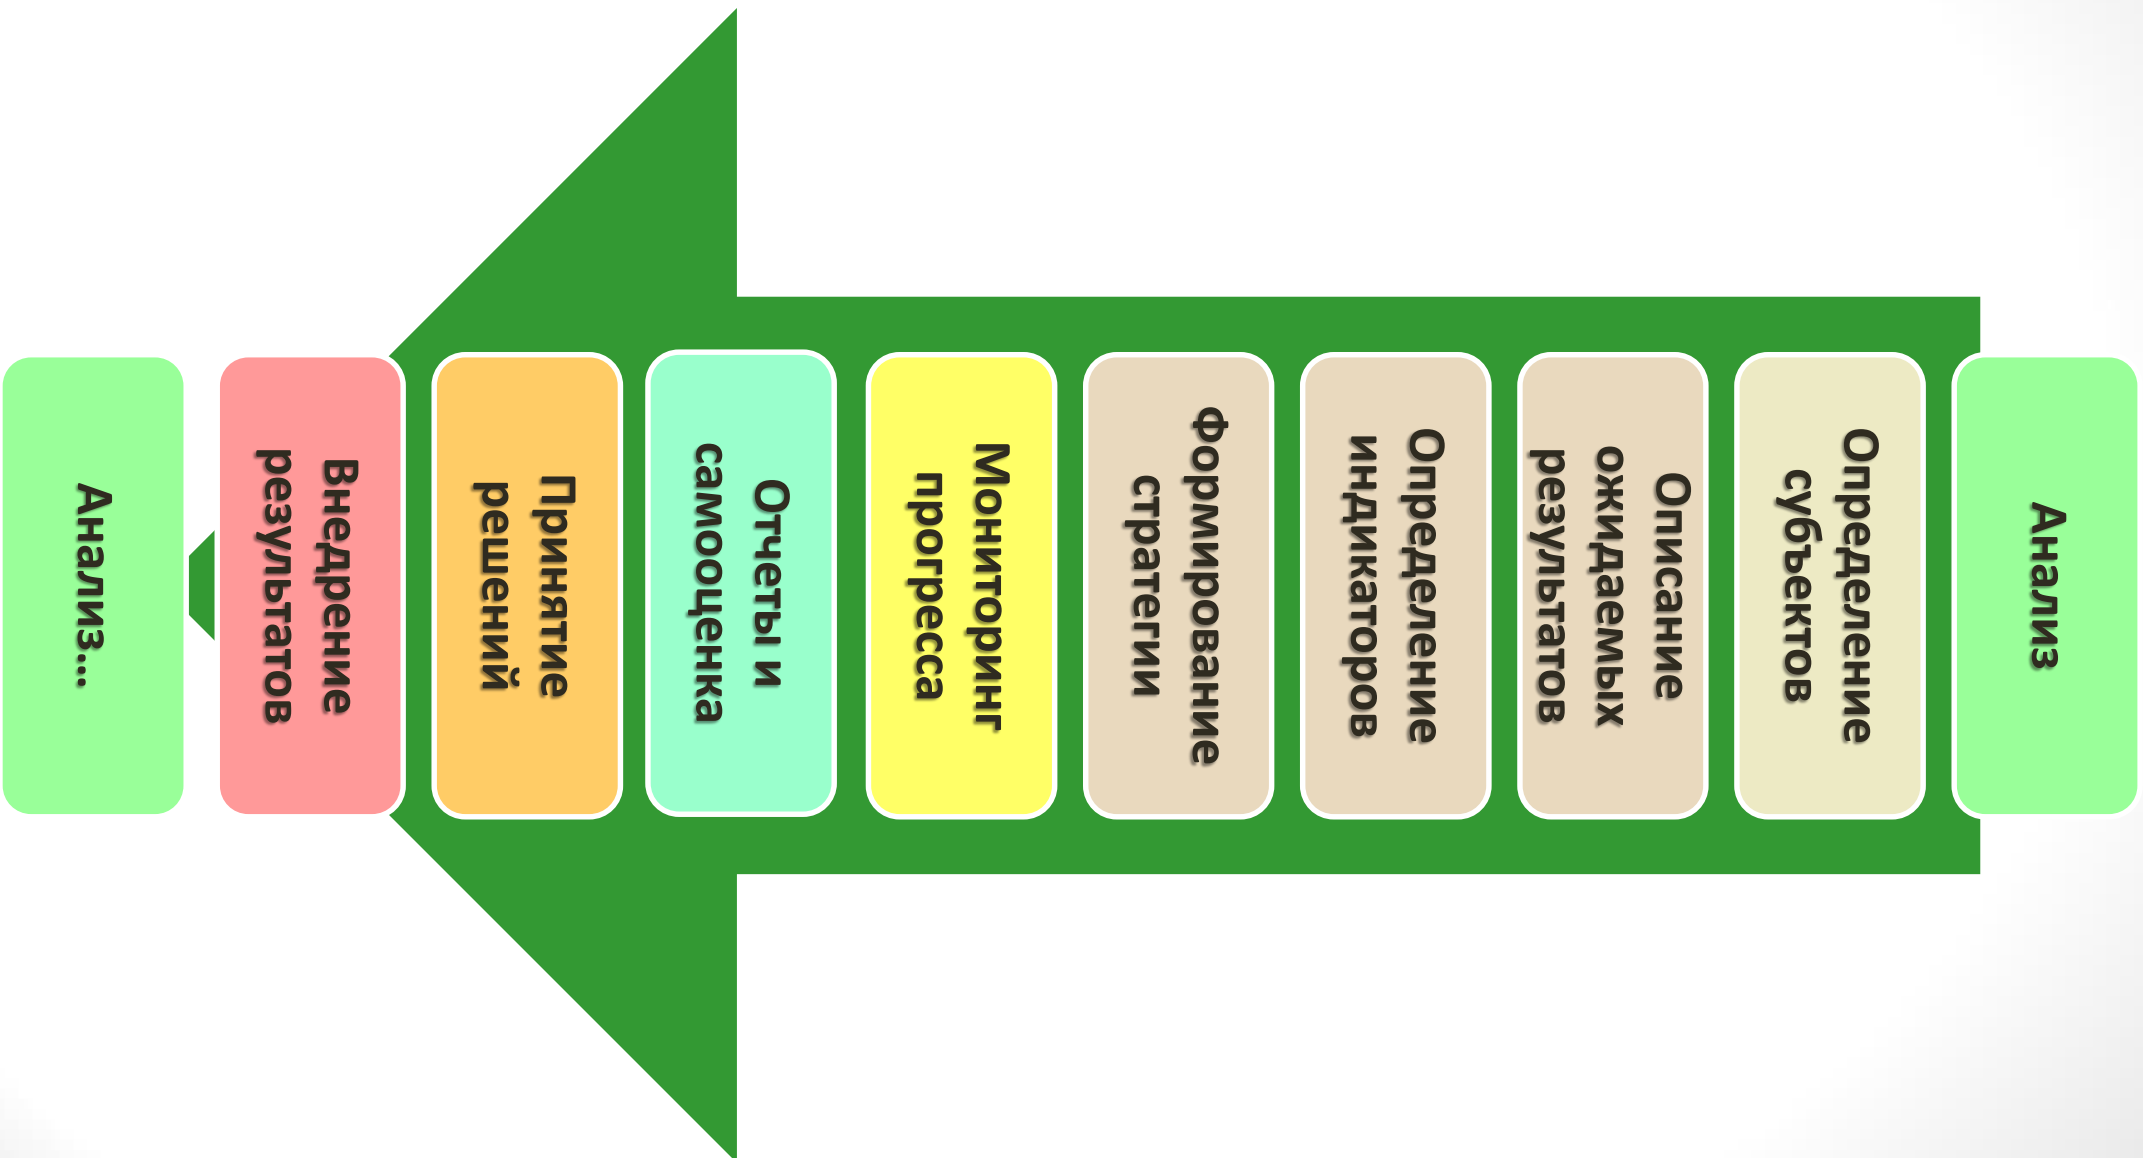 Анализ
Определение
субъектов
Описание
ожидаемых
результатов
Определение
индикаторов
Формирование
стратегии
Мониторинг
прогресса
Отчеты и
самооценка
Принятие
решений
Внедрение
результатов
Анализ...